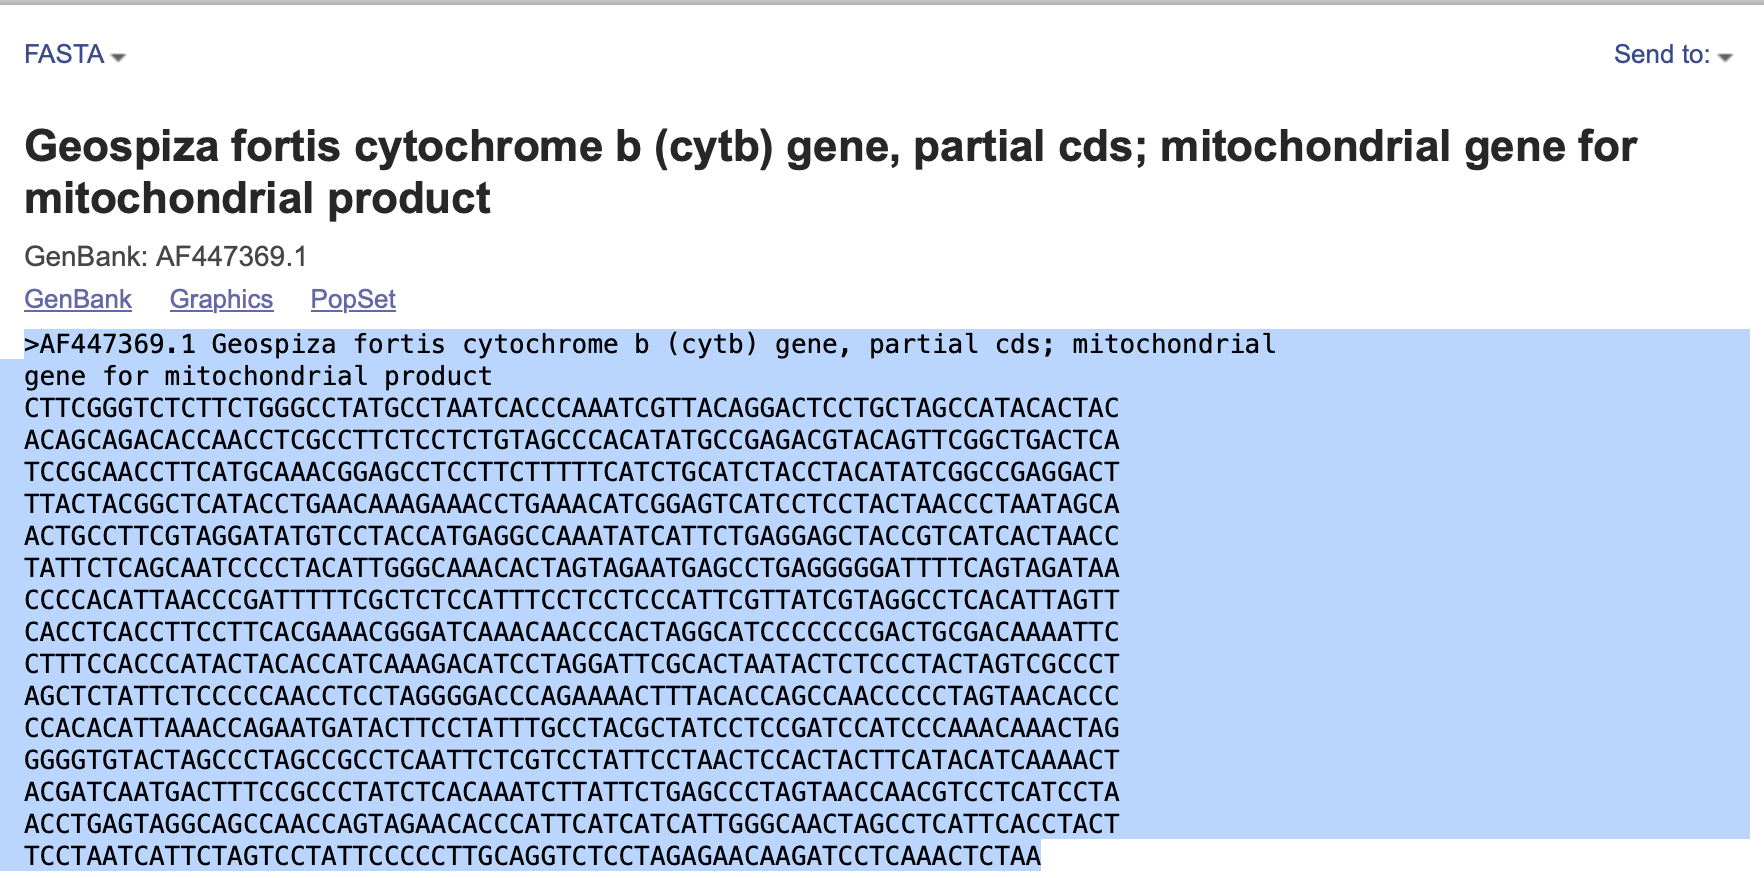 FASTA
Send to:
Geospiza fortis cytochrome b (cytb) gene, partial cds; mitochondrial gene for
mitochondrial product
GenBank: AF447369.1
GenBank Graphics PopSet
>AF447369.1 Geospiza fortis cytochrome b (cytb) gene, partial cds; mitochondrial
gene for mitochondrial product
CTTCGGGTCTCTTCTGGGCCTATGCCTAATCACCCAAATCGTTACAGGACTCCTGCTAGCCATACACTAC
ACAGCAGACACCAACCTCGCCTTCTCCTCTGTAGCCCACATATGCCGAGACGTACAGTTCGGCTGACTCA
TCCGCAACCTTCATGCAAACGGAGCCTCCTTCTTTTTCATCTGCATCTACCTACATATCGGCCGAGGACT
TTACTACGGCTCATACCTGAACAAAGAAACCTGAAACATCGGAGTCATCCTCCTACTAACCCTAATAGCA
ACTGCCTTCGTAGGATATGTCCTACCATGAGGCCAAATATCATTCTGAGGAGCTACCGTCATCACTAACC
TATTCTCAGCAATCCCCTACATTGGGCAAACACTAGTAGAATGAGCCTGAGGGGGATTTTCAGTAGATAA
CCCCACATTAACCCGATTTTTCGCTCTCCATTTCCTCCTCCCATTCGTTATCGTAGGCCTCACATTAGTT
CACCTCACCTTCCTTCACGAAACGGGATCAAACAACCCACTAGGCATCCCCCCCGACTGCGACAAAATTC
CTTTCCACCCATACTACACCATCAAAGACATCCTAGGATTCGCACTAATACTCTCCCTACTAGTCGCCCT
AGCTCTATTCTCCCCCAACCTCCTAGGGGACCCAGAAAACTTTACACCAGCCAACCCCCTAGTAACACCC
CCACACATTAAACCAGAATGATACTTCCTATTTGCCTACGCTATCCTCCGATCCATCCCAAACAAACTAG
GGGGTGTACTAGCCCTAGCCGCCTCAATTCTCGTCCTATTCCTAACTCCACTACTTCATACATCAAAACT
ACGATCAATGACTTTCCGCCCTATCTCACAAATCTTATTCTGAGCCCTAGTAACCAACGTCCTCATCCTA
ACCTGAGTAGGCAGCCAACCAGTAGAACACCCATTCATCATCATTGGGCAACTAGCCTCATTCACCTACT
TCCTAATCATTCTAGTCCTATTCCCCCTTGCAGGTCTCCTAGAGAACAAGATCCTCAAACTCTAA